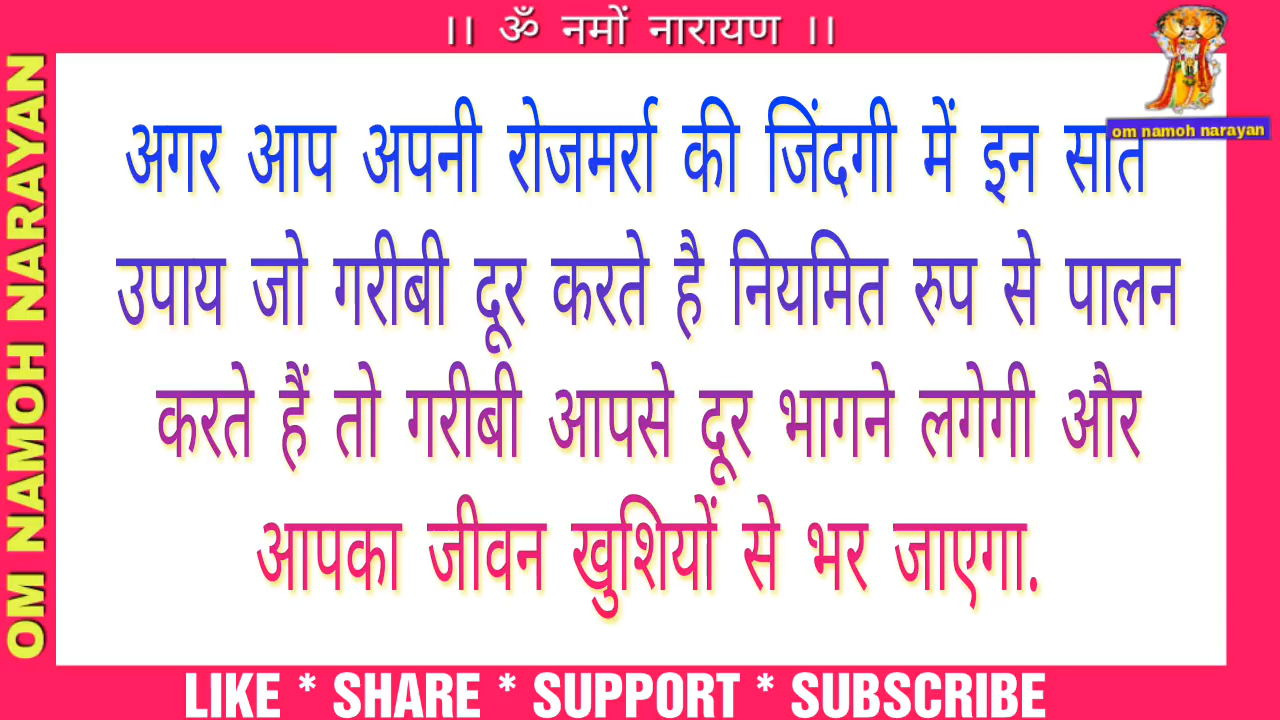 ।। ॐ नमों नारायण ।।
om namoh narayan
OM NAMOH NARAYAN
अगर आप अपनी रोजमर्रा की जिंदगी में इन सात
उपाय जो गरीबी दूर करते है नियमित रुप से पालन
करते हैं तो गरीबी आपसे दूर भागने लगेगी और
आपका जीवन खुशियों से भर जाएगा.
LIKE * SHARE * SUPPORT * SUBSCRIBE